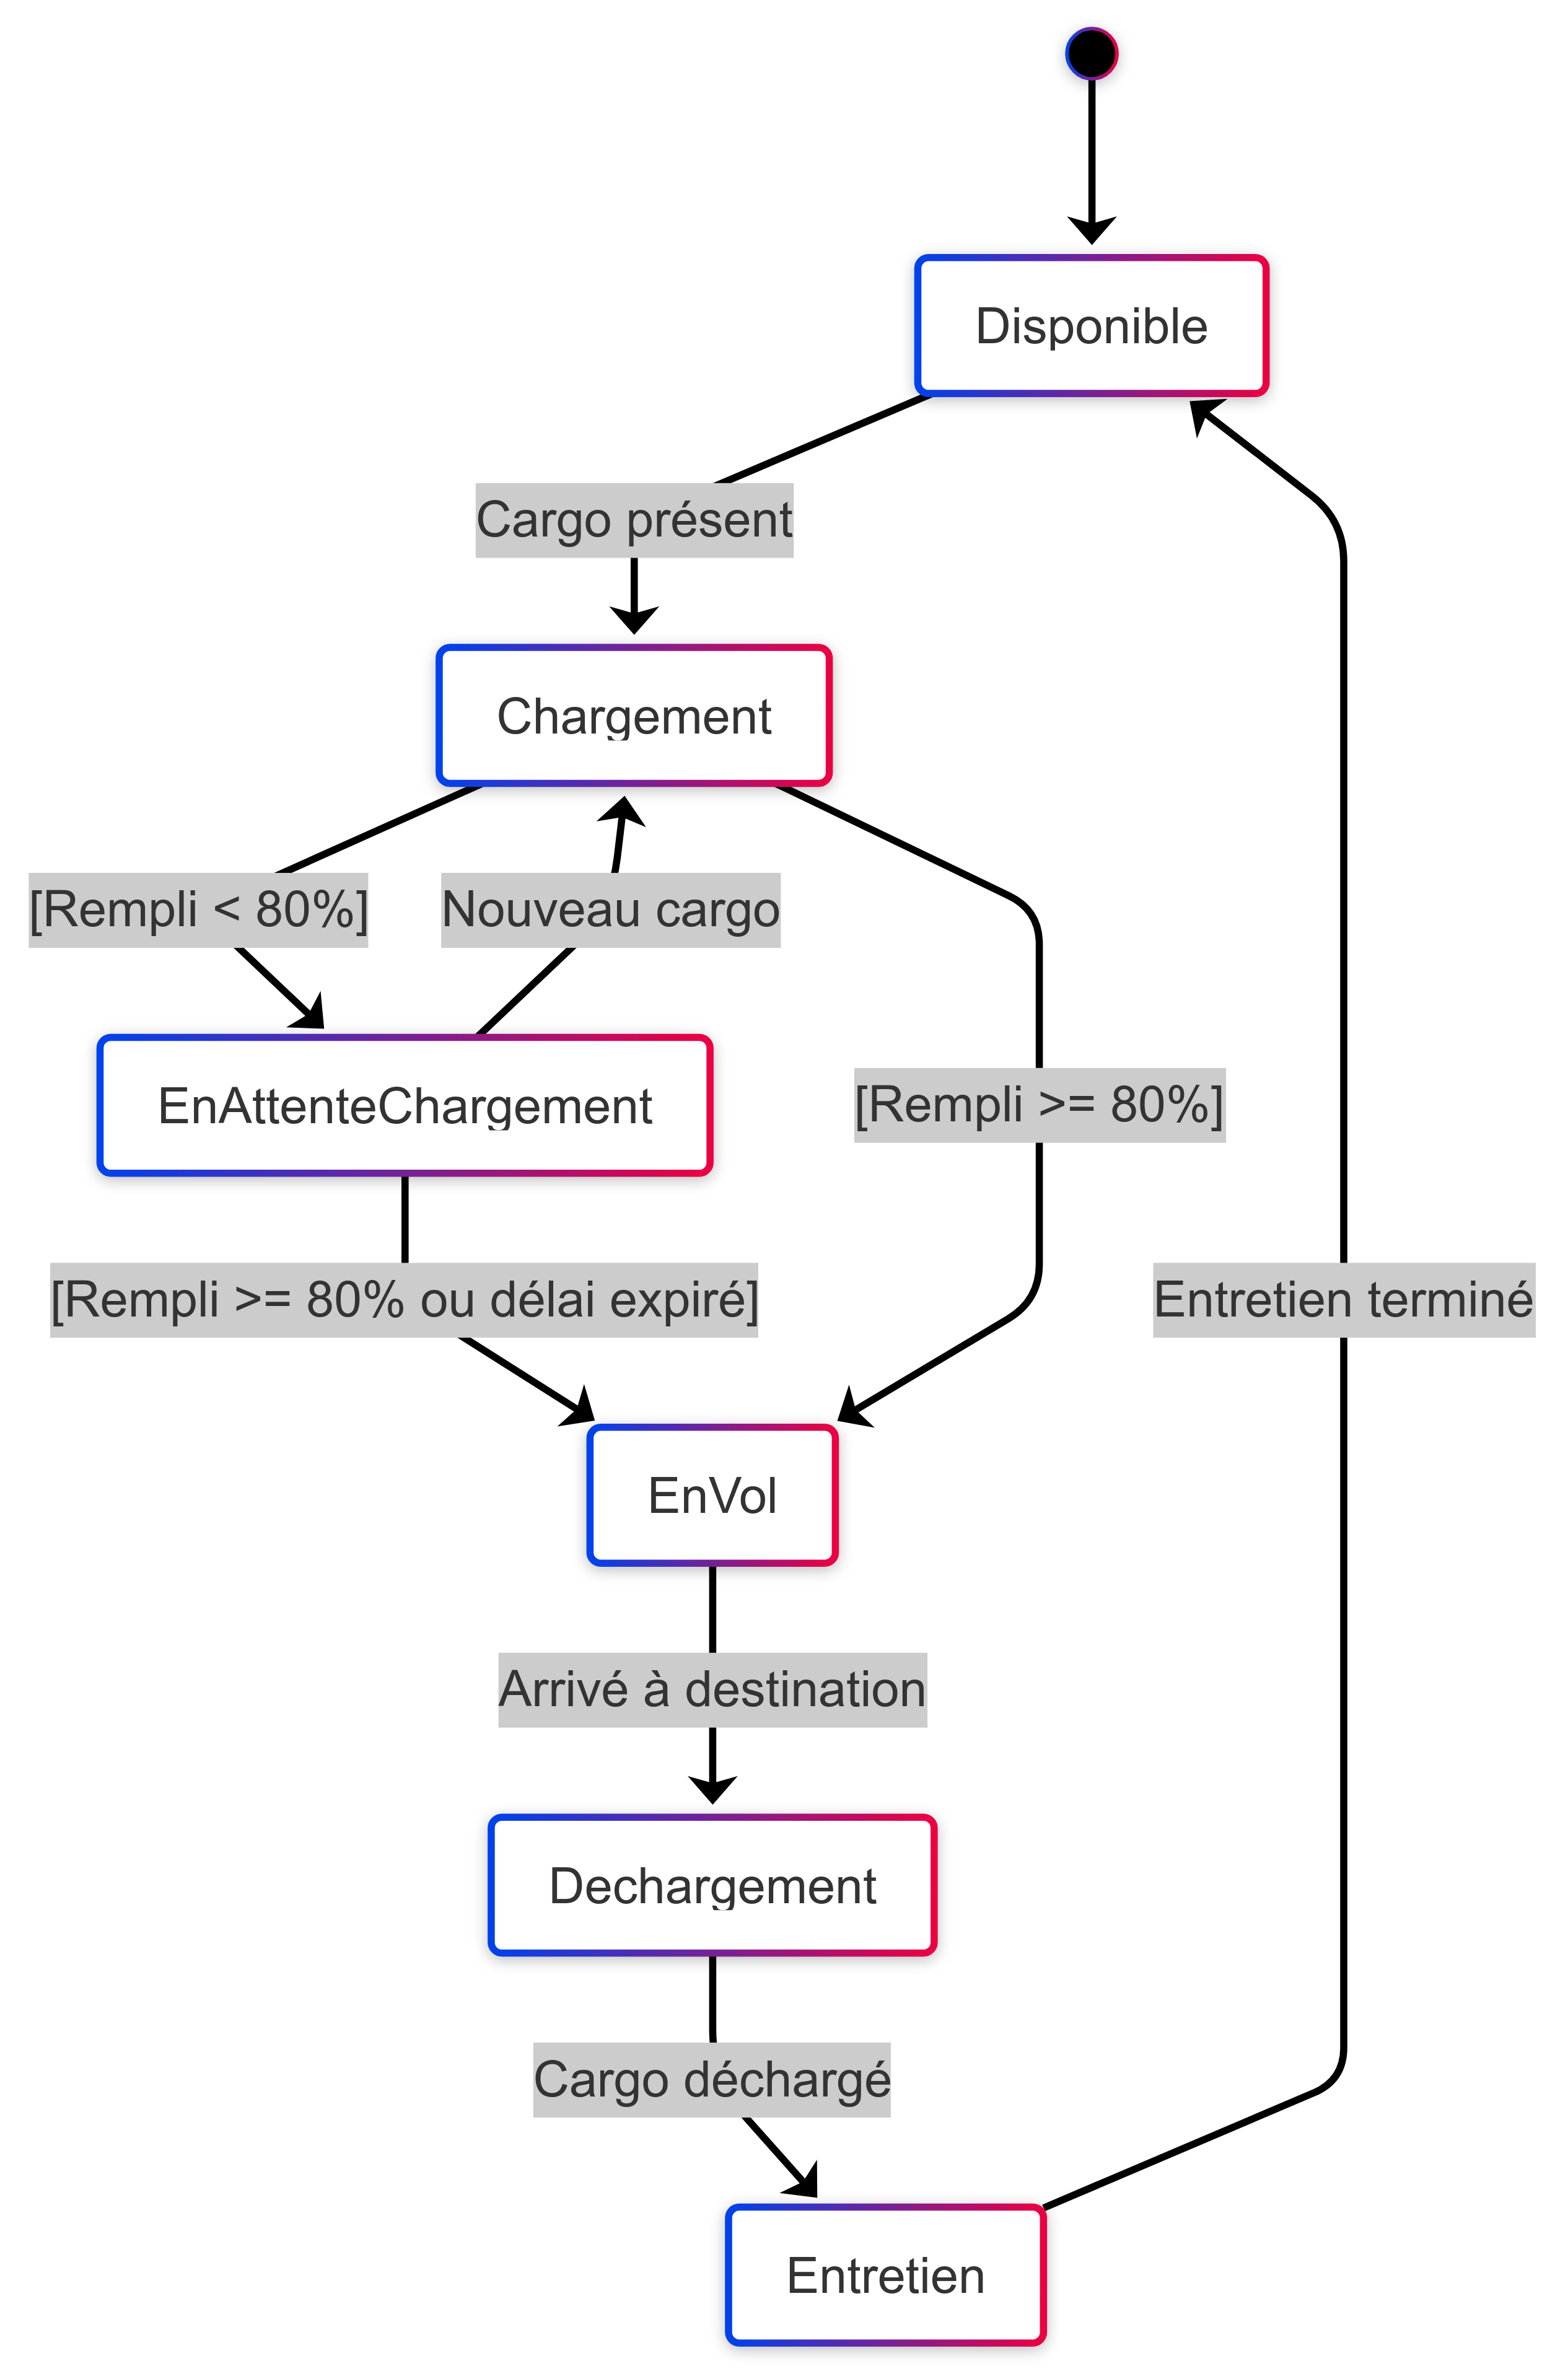 Disponible
Cargo présent
Chargement
[Rempli < 80%]
Nouveau cargo
EnAttenteChargement
[Rempli >= 80%]
[Rempli >= 80% ou délai expiré]
Entretien terminé
EnVol
Arrivé à destination
Dechargement
Cargo déchargé
Entretien